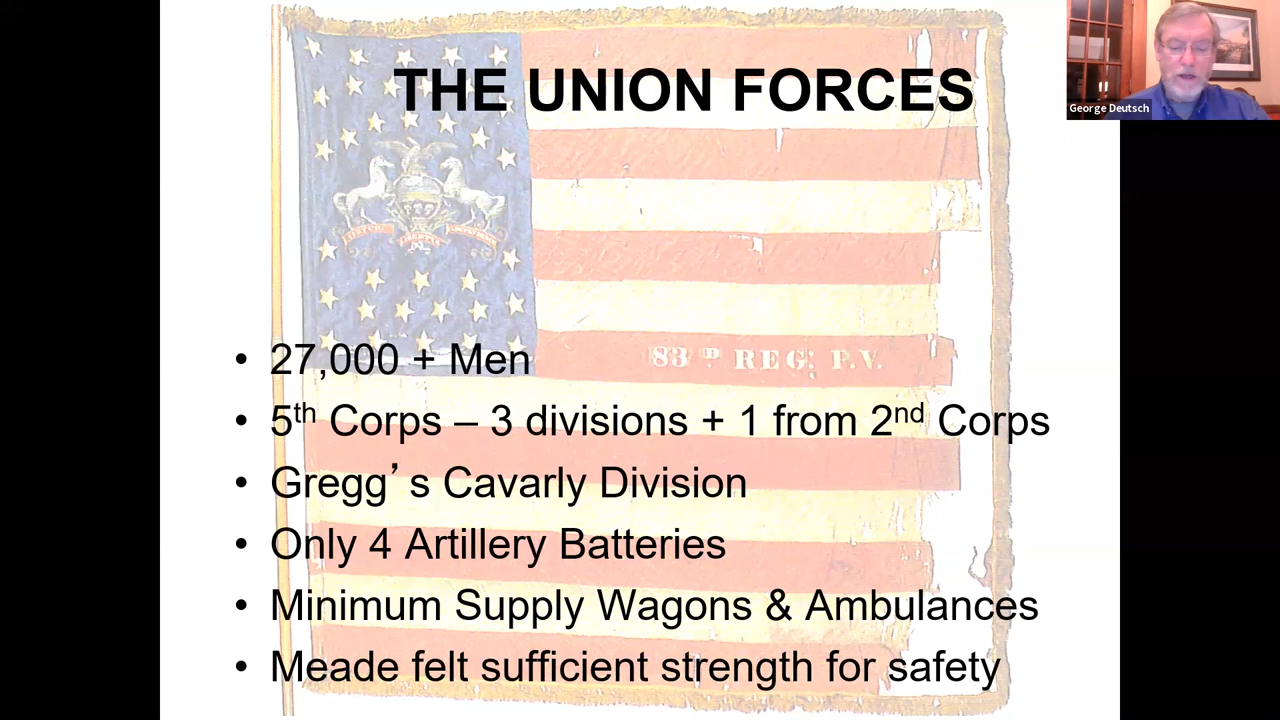 THE UNION FORCES
George Deutsch
83D REG: P.V.
• 27,000 + Men
• 5th Corps – 3 divisions + 1 from 2nd Corps
• Gregg’s Cavarly Division
• Only 4 Artillery Batteries
• Minimum Supply Wagons & Ambulances
• Meade felt sufficient strength for safety